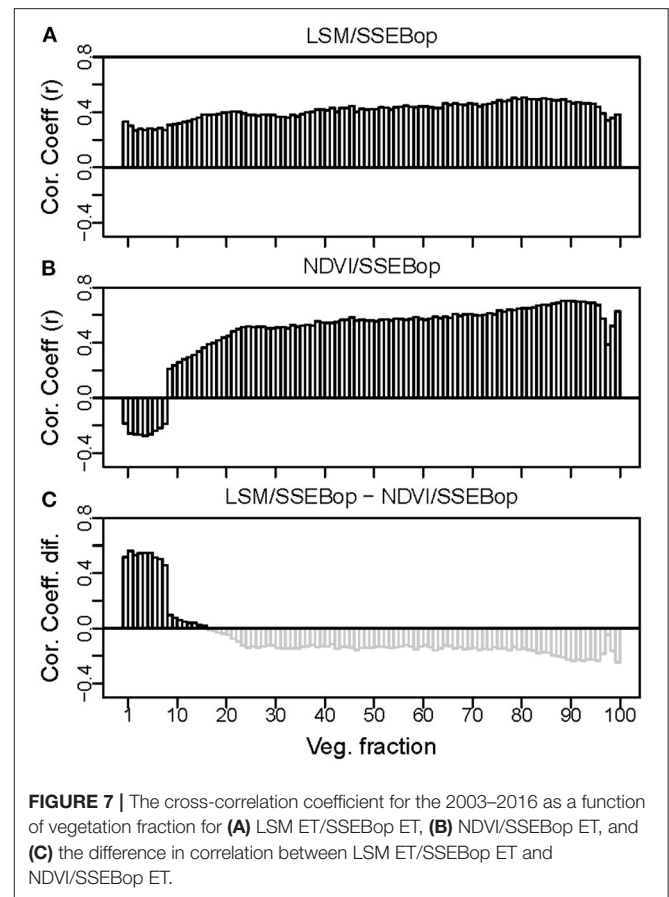 A
LSM/SSEBop
Cor. Coeff (r)
0.8
0.4
0.0
−0.4
B
NDVI/SSEBop
Cor. Coeff (r)
0.8
0.4
0.0
−0.4
C
LSM/SSEBop − NDVI/SSEBop
Cor. Coeff. dif.
0.8
0.4
0.0
−0.4
1 10 20 30 40 50 60 70 80 90 100
Veg. fraction
FIGURE 7 | The cross-correlation coefficient for the 2003–2016 as a function
of vegetation fraction for (A) LSM ET/SSEBop ET, (B) NDVI/SSEBop ET, and
(C) the difference in correlation between LSM ET/SSEBop ET and
NDVI/SSEBop ET.